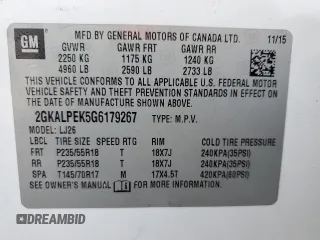 GM
MFD BY GENERAL MOTORS OF CANADA LTD. 11/15
GVWR GAWR FRT GAWR RR
2250 KG 1175 KG 1240 KG
4960 LB 2590 LB 2733 LB
THIS VEHICLE CONFORMS TO ALL APPLICABLE U.S. FEDERAL
MOTOR VEHICLE SAFETY, BUMPER, AND THEFT PREVENTION
STANDARDS IN EFFECT ON THE DATE OF MANUFACTURE SHOWN
ABOVE.
2GKALPEK5G6179267 TYPE: M.P.V.
MODEL: LJ26
LBCL TIRE SIZE SPEED RTG RIM COLD TIRE PRESSURE
FRT P235/55R18 T 18X7J 240KPA(35PSI)
RR P235/55R18 T 18X7J 240KPA(35PSI)
SPA T145/70R17 M 17X4.5T 420KPA(60PSI)
SEE OWNER'S MANUAL FOR ADDITIONAL INFORMATION